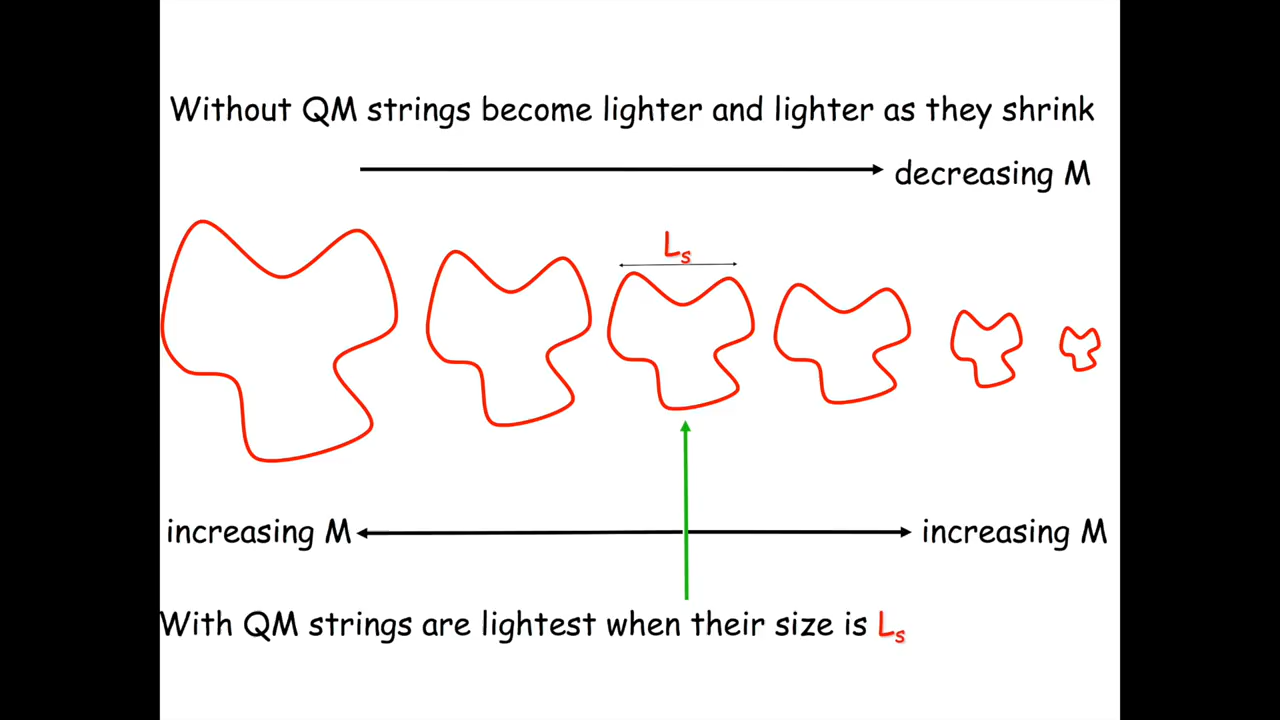 Without QM strings become lighter and lighter as they shrink
decreasing M
Ls
increasing M
increasing M
With QM strings are lightest when their size is Ls